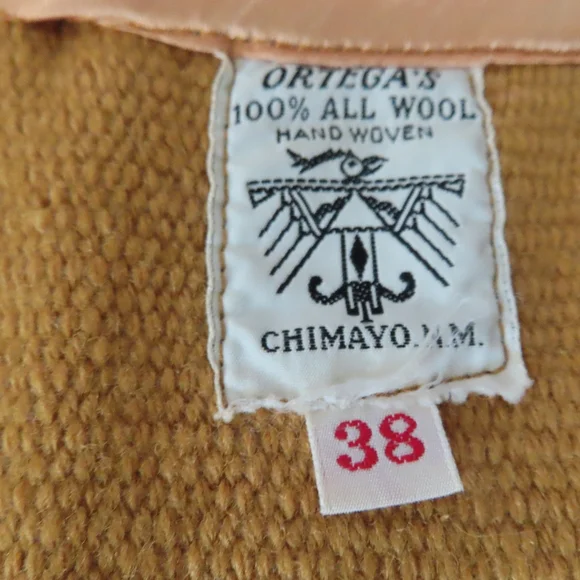 ORTEGA'S
100% ALL WOOL
HAND WOVEN
CHIMAYO. N.M.
38